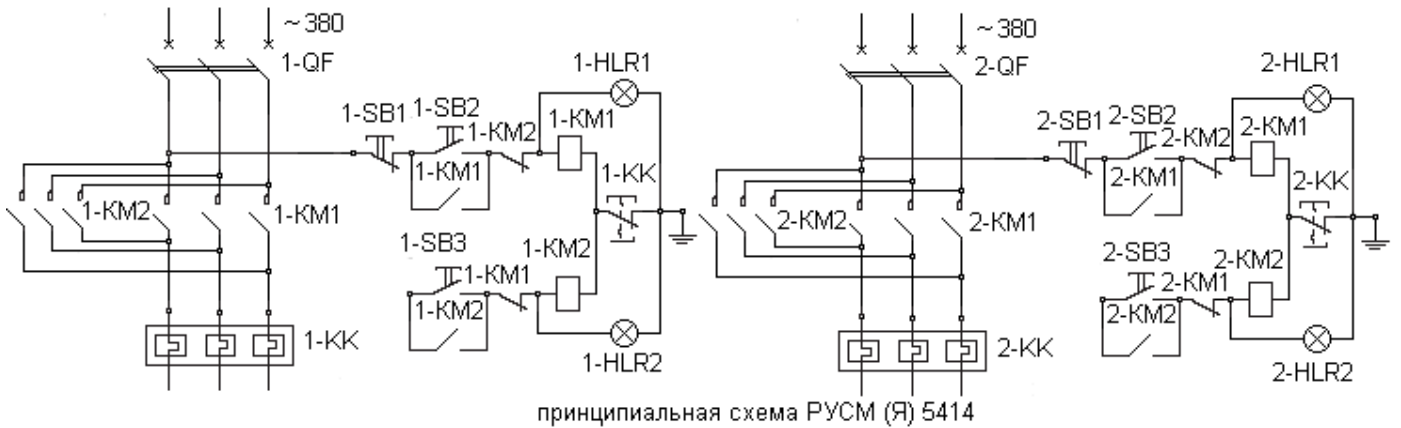 ~380
1-QF
1-HLR1
1-SB1
1-SB2
1-KM2
1-KM1
1-KM1
1-KK
1-KM2
1-KM1
1-SB3
1-KM1
1-KM2
1-KM2
1-KK
1-HLR2
~380
2-QF
2-HLR1
2-SB1
2-SB2
2-KM2
2-KM1
2-KM1
2-KK
2-KM2
2-KM1
2-SB3
2-KM1
2-KM2
2-KM2
2-KK
2-HLR2
принципиальная схема РУСМ (Я) 5414